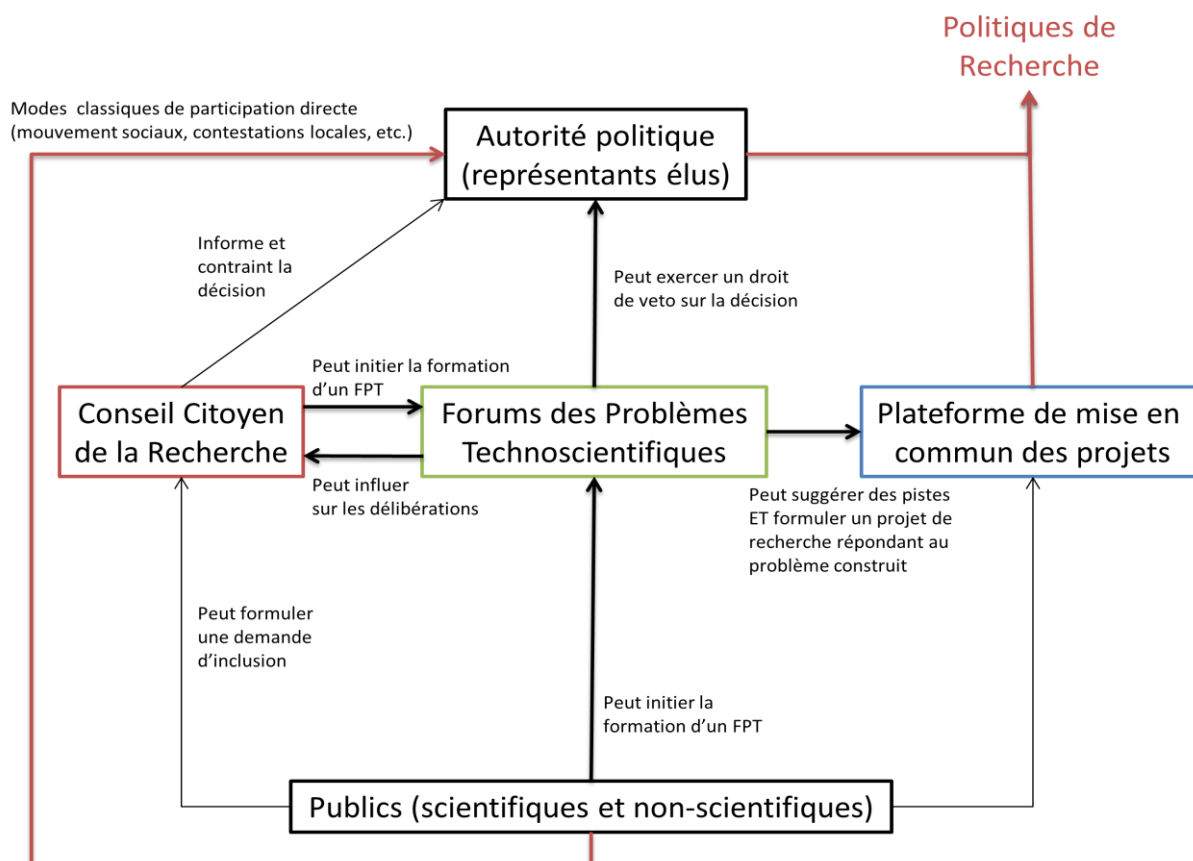 Politiques de
Recherche
Modes classiques de participation directe
(mouvement sociaux, contestations locales, etc.)
Autorité politique
(représentants élus)
Informe et
contraint la
décision
Peut exercer un droit
de veto sur la décision
Peut initier la formation
d’un FPT
Conseil Citoyen
de la Recherche
Forums des Problèmes
Technoscientifiques
Plateforme de mise en
commun des projets
Peut influer
sur les délibérations
Peut suggérer des pistes
ET formuler un projet de
recherche répondant au
problème construit
Peut formuler
une demande
d’inclusion
Peut initier la
formation d’un FPT
Publics (scientifiques et non-scientifiques)